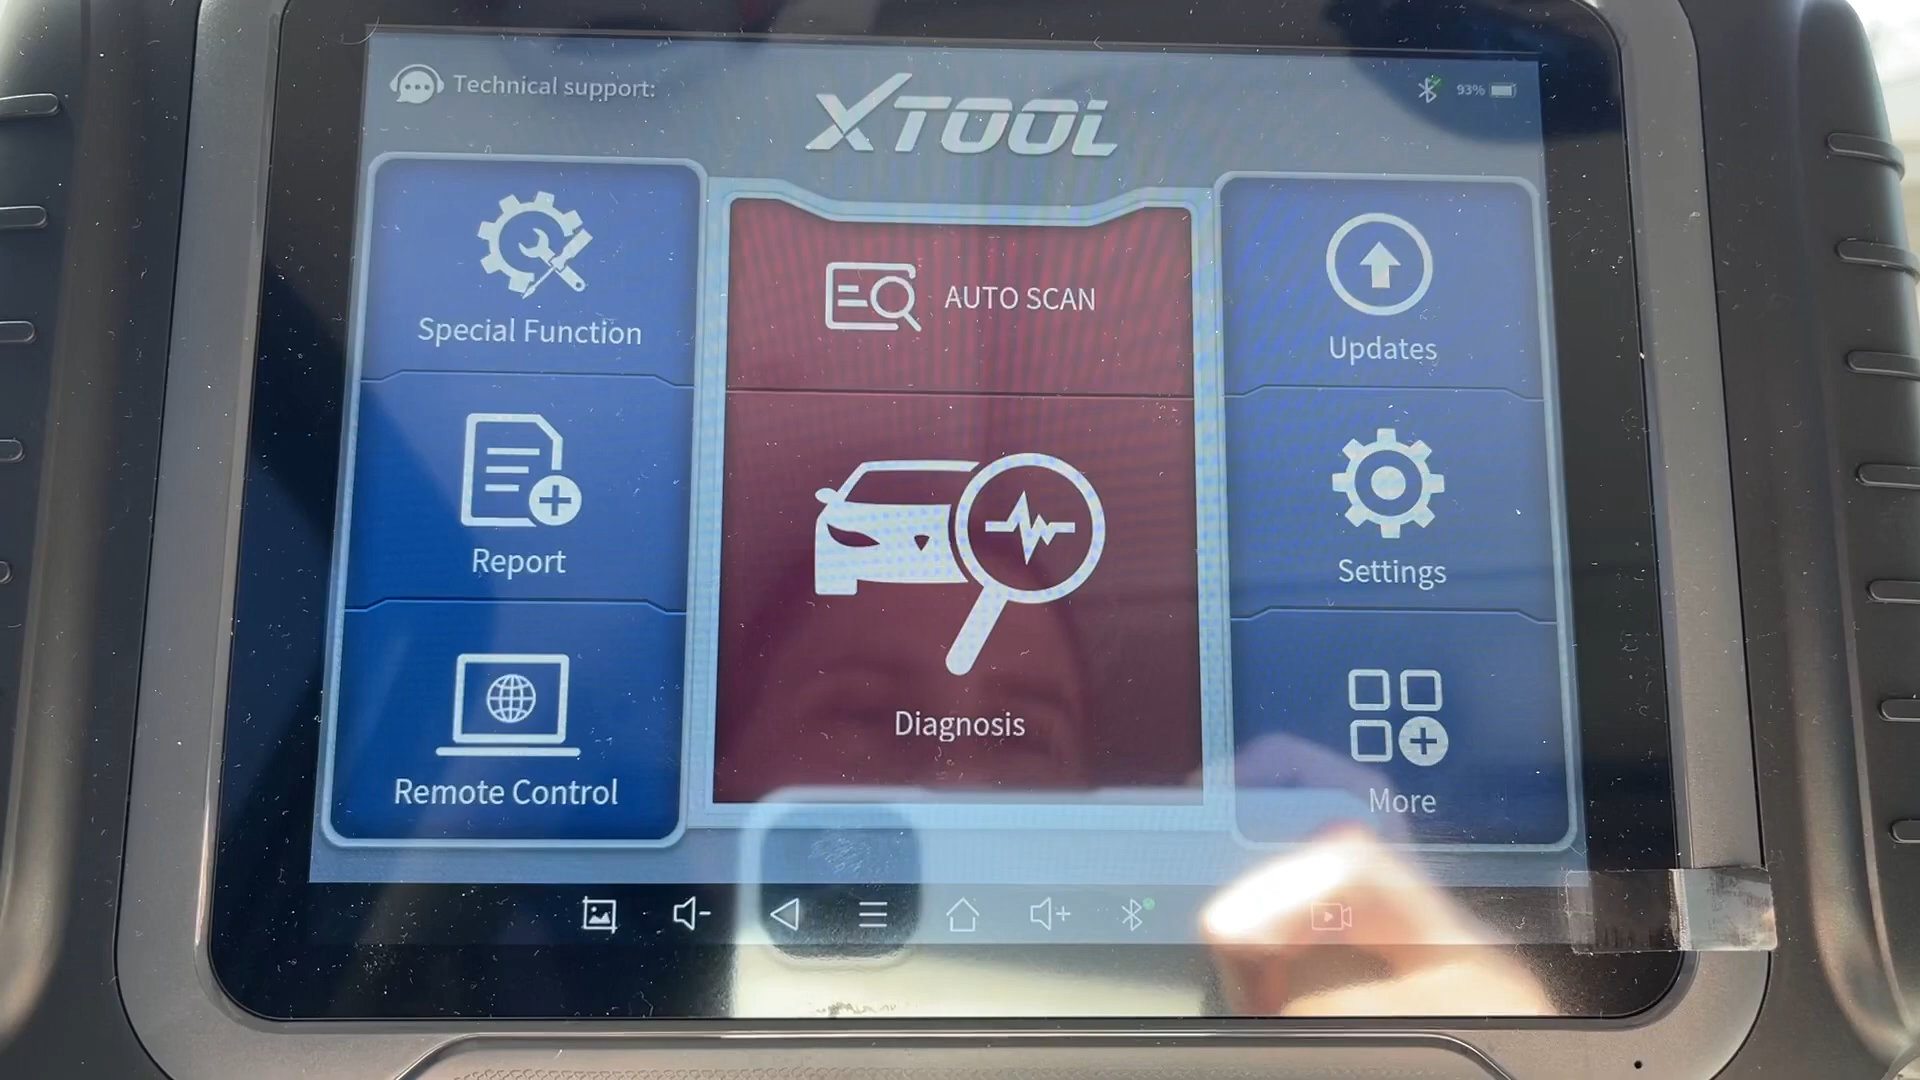 Technical support:
XTOOL
93%
Special Function
AUTO SCAN
Updates
Report
Diagnosis
Settings
Remote Control
More